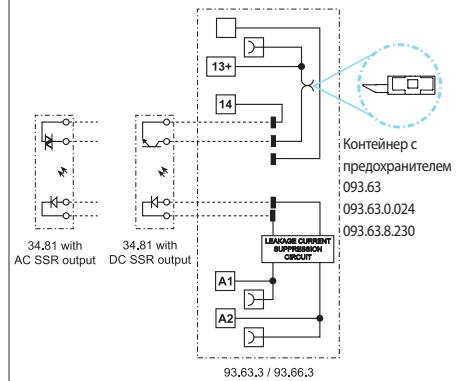 13+
14
Контейнер с
предохранителем
093.63
093.63.0.024
093.63.8.230
34.81 with
AC SSR output
34.81 with
DC SSR output
LEAKAGE CURRENT
SUPPRESSION
CIRCUIT
A1
A2
93.63.3 / 93.66.3